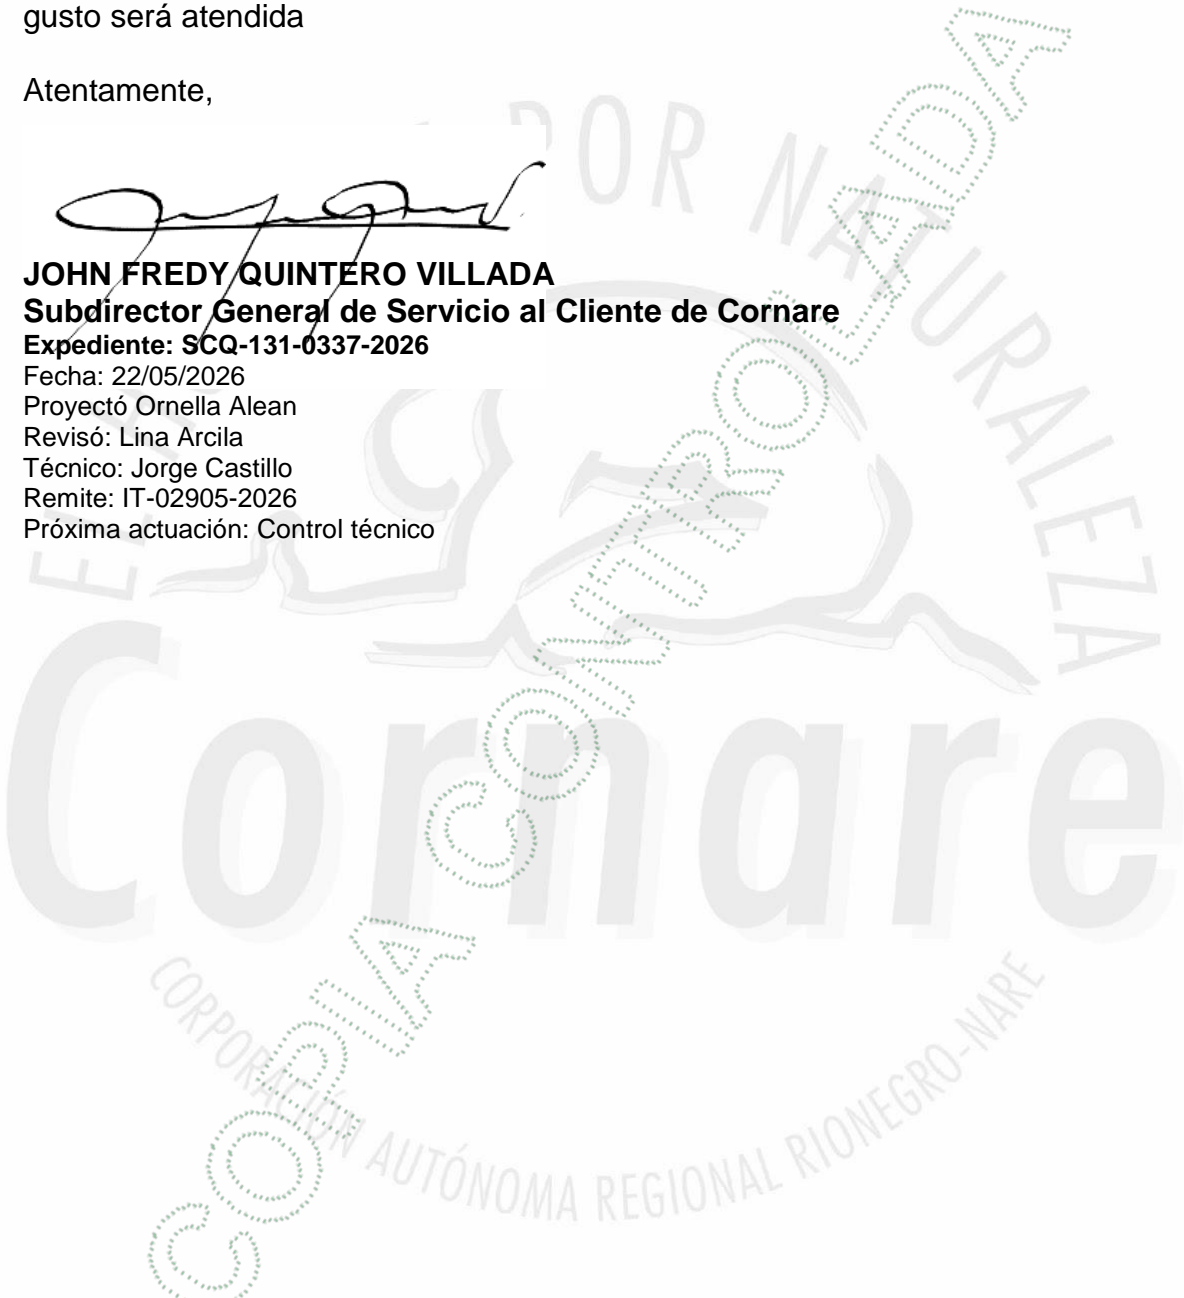 gusto será atendida
Atentamente,
JOHN FREDY QUINTERO VILLADA
Subdirector General de Servicio al Cliente de Cornare
Expediente: SCQ-131-0337-2026
Fecha: 22/05/2026
Proyectó Ornella Alean
Revisó: Lina Arcila
Técnico: Jorge Castillo
Remite: IT-02905-2026
Próxima actuación: Control técnico
POR NATURALEZA
Cornare
CORPORACIÓN AUTÓNOMA REGIONAL RIONEGRO-NARE
COPIA CONTROLADA